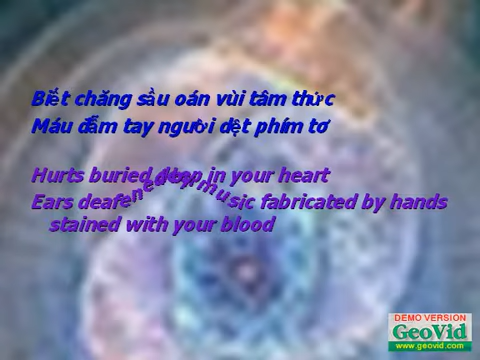 Biết chăng sầu oán vùi tâm thức
Máu đẫm tay người dệt phím tơ
Hurts buried deep in your heart
Ears deafened by music fabricated by hands
stained with your blood
DEMO VERSION
GeoVid
www.geovid.com